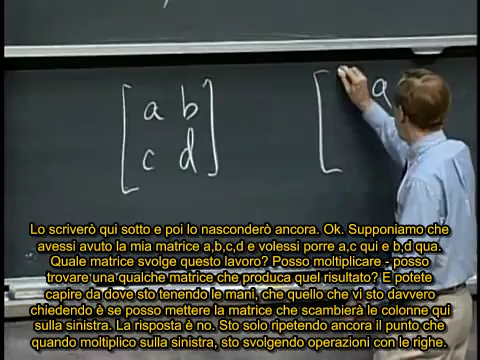 a b a
c d
Lo scriverò qui sotto e poi lo nasconderò ancora. Ok. Supponiamo che
avessi avuto la mia matrice a,b,c,d e volessi porre a,c qui e b,d qua.
Quale matrice svolge questo lavoro? Posso moltiplicare - posso
trovare una qualche matrice che produca quel risultato? E potete
capire da dove sto tenendo le mani, che quello che vi sto davvero
chiedendo è se posso mettere la matrice che scambierà le colonne qui
sulla sinistra. La risposta è no. Sto solo ripetendo ancora il punto che
quando moltiplico sulla sinistra, sto svolgendo operazioni con le righe.